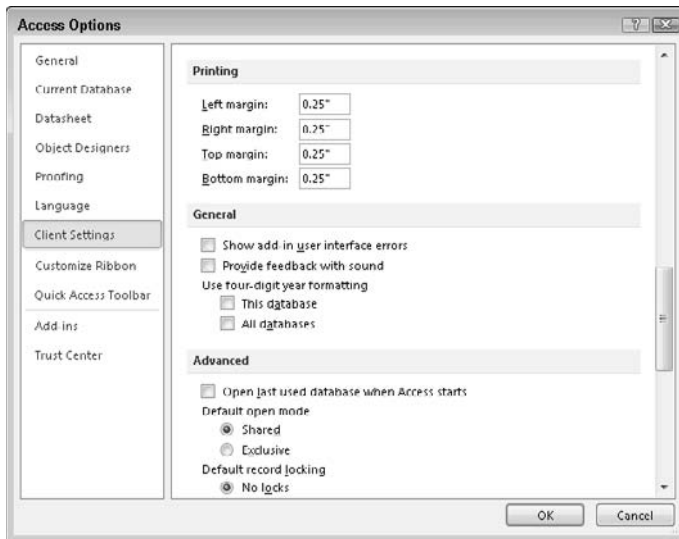 Access Options
General
Current Database
Datasheet
Object Designers
Proofing
Language
Client Settings
Customize Ribbon
Quick Access Toolbar
Add-ins
Trust Center
Printing
Left margin: 0.25"
Right margin: 0.25"
Top margin: 0.25"
Bottom margin: 0.25"
General
Show add-in user interface errors
Provide feedback with sound
Use four-digit year formatting
This database
All databases
Advanced
Open last used database when Access starts
Default open mode
Shared
Exclusive
Default record locking
No locks
OK Cancel